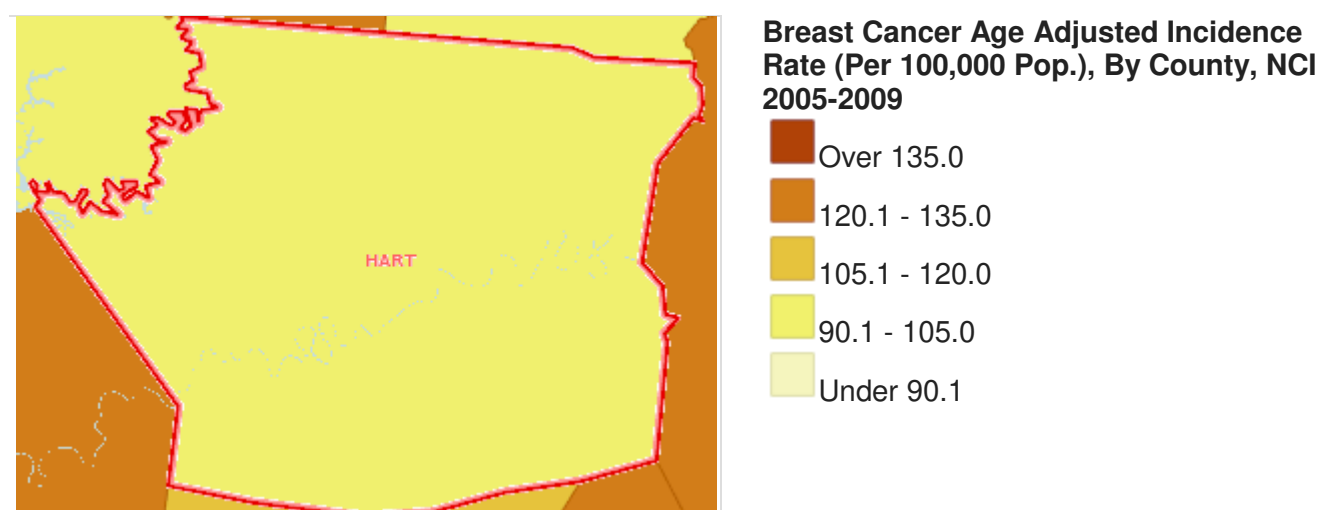 Breast Cancer Age Adjusted Incidence
Rate (Per 100,000 Pop.), By County, NCI
2005-2009
Over 135.0
120.1 - 135.0
105.1 - 120.0
90.1 - 105.0
Under 90.1
HART